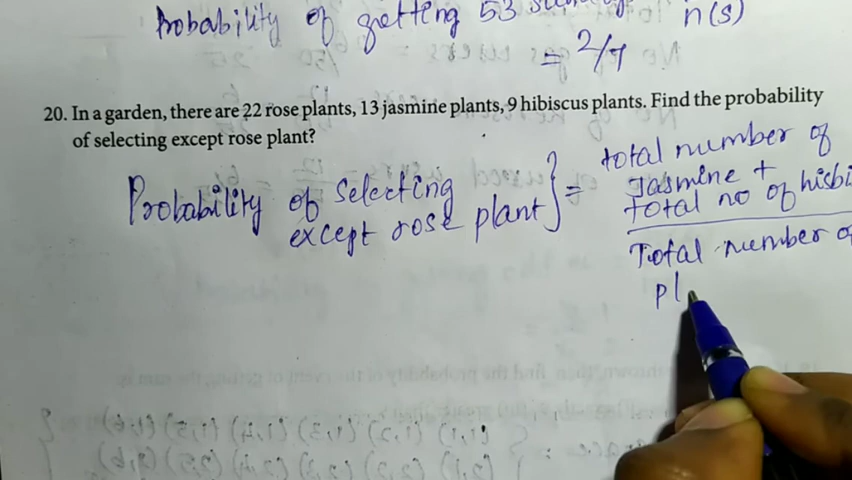 Probability of getting 53 n(s)
= 2/7
20. In a garden, there are 22 rose plants, 13 jasmine plants, 9 hibiscus plants. Find the probability
of selecting except rose plant?
Probability of selecting
except rose plant } =
total number of
Jasmine +
total no of hisbi
Total number of
pl